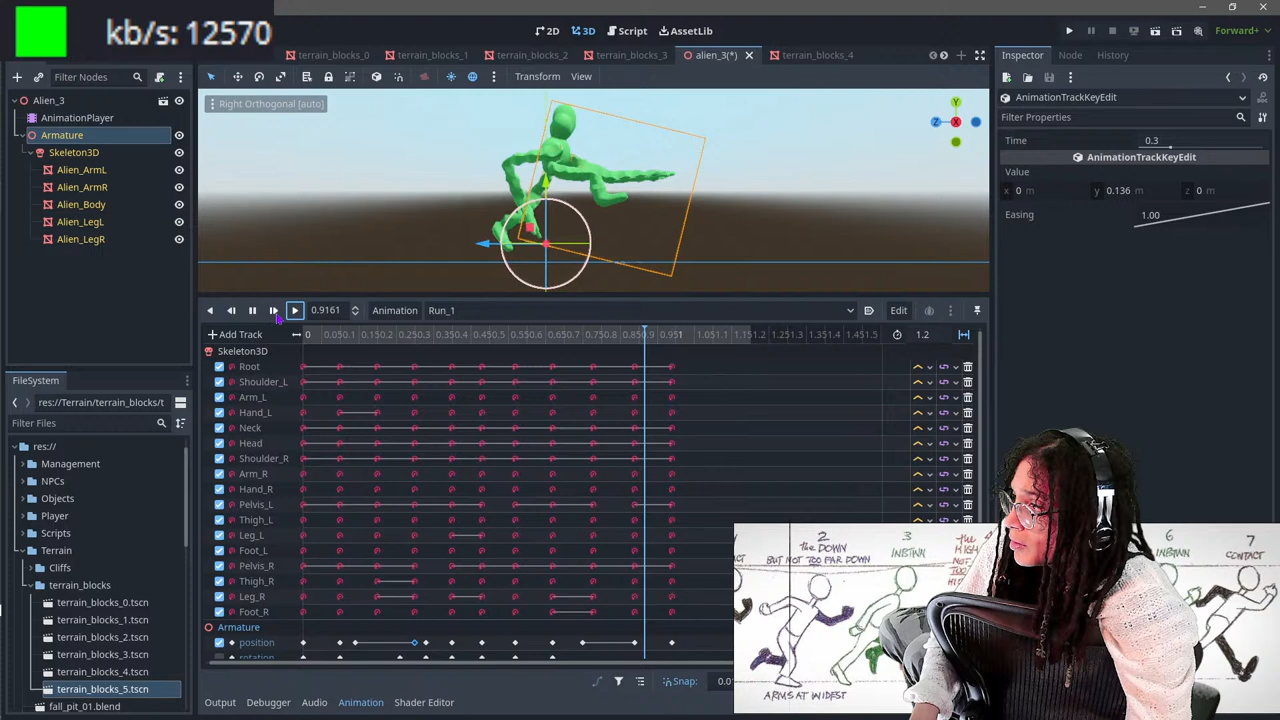 kb/s: 12570
2D 3D Script AssetLib
Forward+
Filter Nodes
terrain_blocks_0 terrain_blocks_1 terrain_blocks_2 terrain_blocks_3 alien_3(*) terrain_blocks_4
Inspector Node History
Transform View
Alien_3
AnimationPlayer
Armature
Skeleton3D
Alien_ArmL
Alien_ArmR
Alien_Body
Alien_LegL
Alien_LegR
Right Orthogonal [auto]
Y
Z X
AnimationTrackKeyEdit
Filter Properties
Time 0.3
AnimationTrackKeyEdit
Value
x 0 m y 0.136 m z 0 m
Easing 1.00
0.9161 Animation Run_1 Edit
Add Track 1.2
Skeleton3D
Root
Shoulder_L
Arm_L
Hand_L
Neck
Head
Shoulder_R
Arm_R
Hand_R
Pelvis_L
Thigh_L
Leg_L
Foot_L
Pelvis_R
Thigh_R
Leg_R
Foot_R
Armature
position
rotation
Snap: 0.0
Output Debugger Audio Animation Shader Editor
FileSystem
res://Terrain/terrain_blocks/t
Filter Files
res://
Management
NPCs
Objects
Player
Scripts
Terrain
Cliffs
terrain_blocks
terrain_blocks_0.tscn
terrain_blocks_1.tscn
terrain_blocks_2.tscn
terrain_blocks_3.tscn
terrain_blocks_4.tscn
terrain_blocks_5.tscn
fall_pit_01.blend
2 3 6 7
the DOWN
BUT NOT TOO FAR DOWN
CONTACT
ARMS AT WIDEST